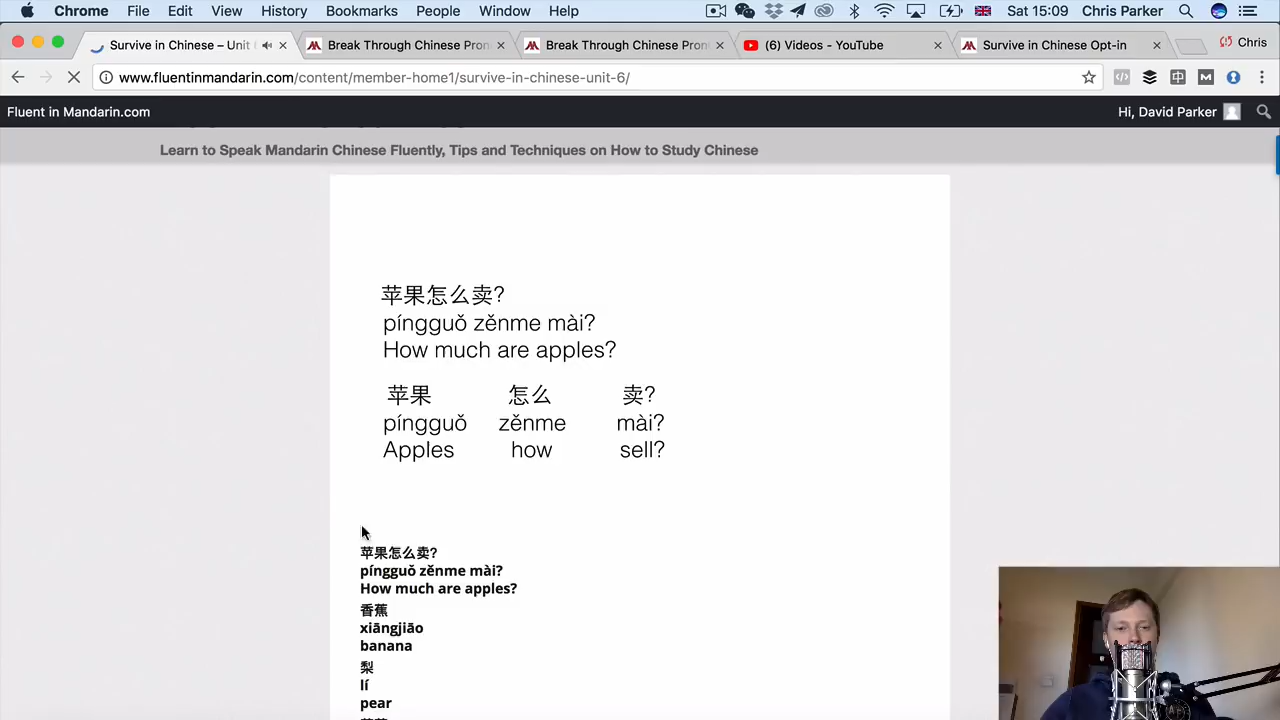 Chrome File Edit View History Bookmarks People Window Help Sat 15:09 Chris Parker
Survive in Chinese – Unit Break Through Chinese Pron Break Through Chinese Pron (6) Videos - YouTube Survive in Chinese Opt-in Chris
www.fluentinmandarin.com/content/member-home1/survive-in-chinese-unit-6/
Fluent in Mandarin.com Hi, David Parker
Learn to Speak Mandarin Chinese Fluently, Tips and Techniques on How to Study Chinese
苹果怎么卖?
píngguǒ zěnme mài?
How much are apples?
苹果 怎么 卖?
píngguǒ zěnme mài?
Apples how sell?
苹果怎么卖?
píngguǒ zěnme mài?
How much are apples?
香蕉
xiāngjiāo
banana
梨
lí
pear